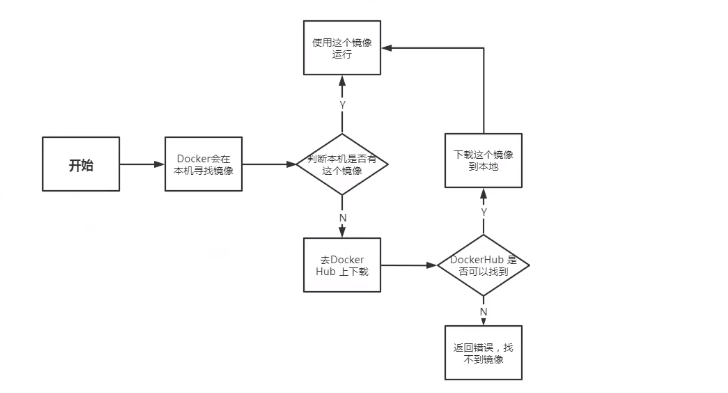 使用这个镜像
运行
Y
开始
Docker会在
本机寻找镜像
判断本机是否有
这个镜像
下载这个镜像
到本地
N
Y
去Docker
Hub 上下载
DockerHub 是
否可以找到
N
返回错误，找
不到镜像